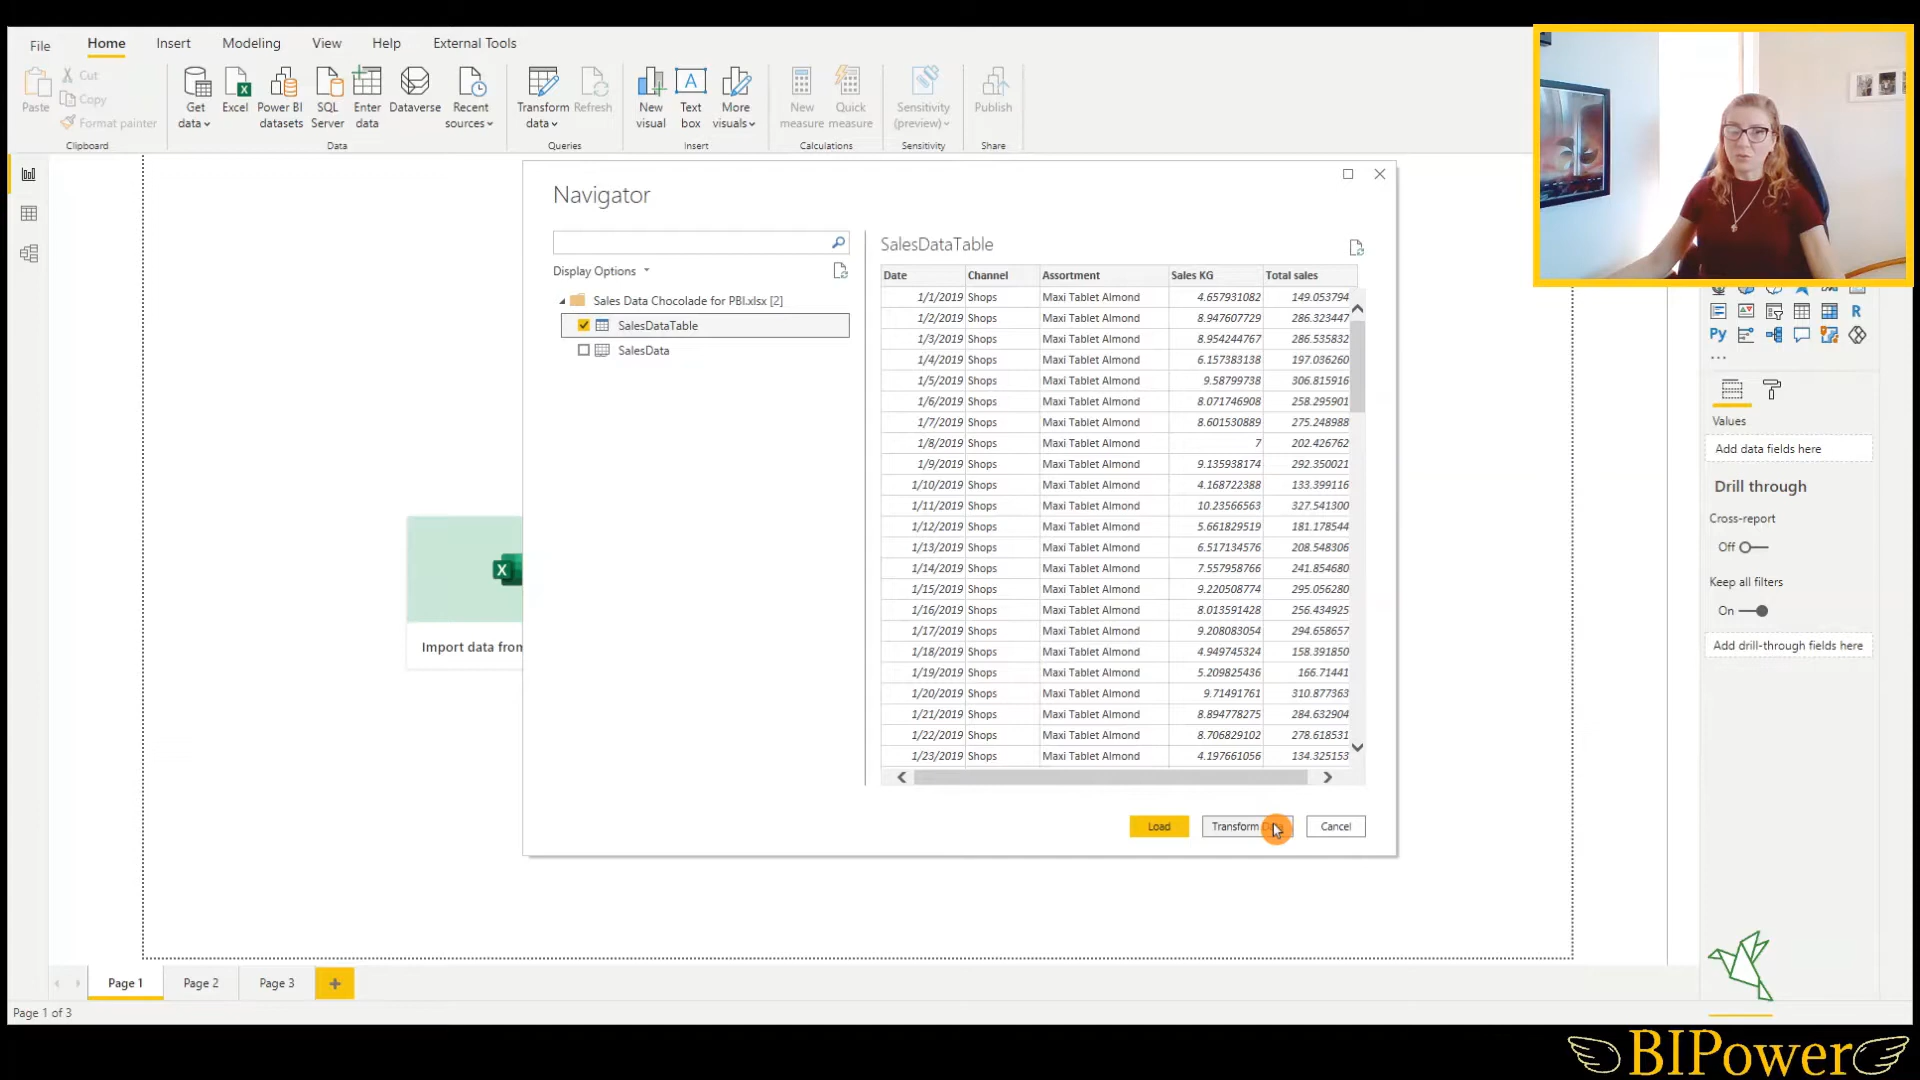 File Home Insert Modeling View Help External Tools
Paste Cut
Copy
Format painter
Clipboard
Get data Excel Power BI datasets SQL Server Enter data Dataverse Recent sources
Data
Transform data Refresh
Queries
New visual Text box More visuals
Insert
New measure Quick measure
Calculations
Sensitivity (preview)
Sensitivity
Publish
Share
Navigator
Display Options
Sales Data Chocolade for PBI.xlsx [2]
SalesDataTable
SalesData
SalesDataTable
Date Channel Assortment Sales KG Total sales
1/1/2019 Shops Maxi Tablet Almond 4.657931082 149.053794
1/2/2019 Shops Maxi Tablet Almond 8.947607729 286.323447
1/3/2019 Shops Maxi Tablet Almond 8.954244767 286.535832
1/4/2019 Shops Maxi Tablet Almond 6.157383138 197.036260
1/5/2019 Shops Maxi Tablet Almond 9.58799738 306.815916
1/6/2019 Shops Maxi Tablet Almond 8.071746908 258.295901
1/7/2019 Shops Maxi Tablet Almond 8.601530889 275.248988
1/8/2019 Shops Maxi Tablet Almond 7 202.426762
1/9/2019 Shops Maxi Tablet Almond 9.135938174 292.350021
1/10/2019 Shops Maxi Tablet Almond 4.168722388 133.399116
1/11/2019 Shops Maxi Tablet Almond 10.23566563 327.541300
1/12/2019 Shops Maxi Tablet Almond 5.661829519 181.178544
1/13/2019 Shops Maxi Tablet Almond 6.517134576 208.548306
1/14/2019 Shops Maxi Tablet Almond 7.557958766 241.854680
1/15/2019 Shops Maxi Tablet Almond 9.220508774 295.056280
1/16/2019 Shops Maxi Tablet Almond 8.013591428 256.434925
1/17/2019 Shops Maxi Tablet Almond 9.208083054 294.658657
1/18/2019 Shops Maxi Tablet Almond 4.949745324 158.391850
1/19/2019 Shops Maxi Tablet Almond 5.209825436 166.71441
1/20/2019 Shops Maxi Tablet Almond 9.71491761 310.877363
1/21/2019 Shops Maxi Tablet Almond 8.894778275 284.632904
1/22/2019 Shops Maxi Tablet Almond 8.706829102 278.618531
1/23/2019 Shops Maxi Tablet Almond 4.197661056 134.325153
Load Transform Cancel
Import data from
R
Py
Values
Add data fields here
Drill through
Cross-report
Off
Keep all filters
On
Add drill-through fields here
Page 1 Page 2 Page 3 +
Page 1 of 3
BIPower